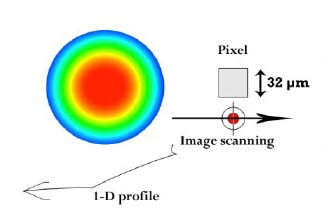 Pixel
32 µm
Image scanning
1-D profile